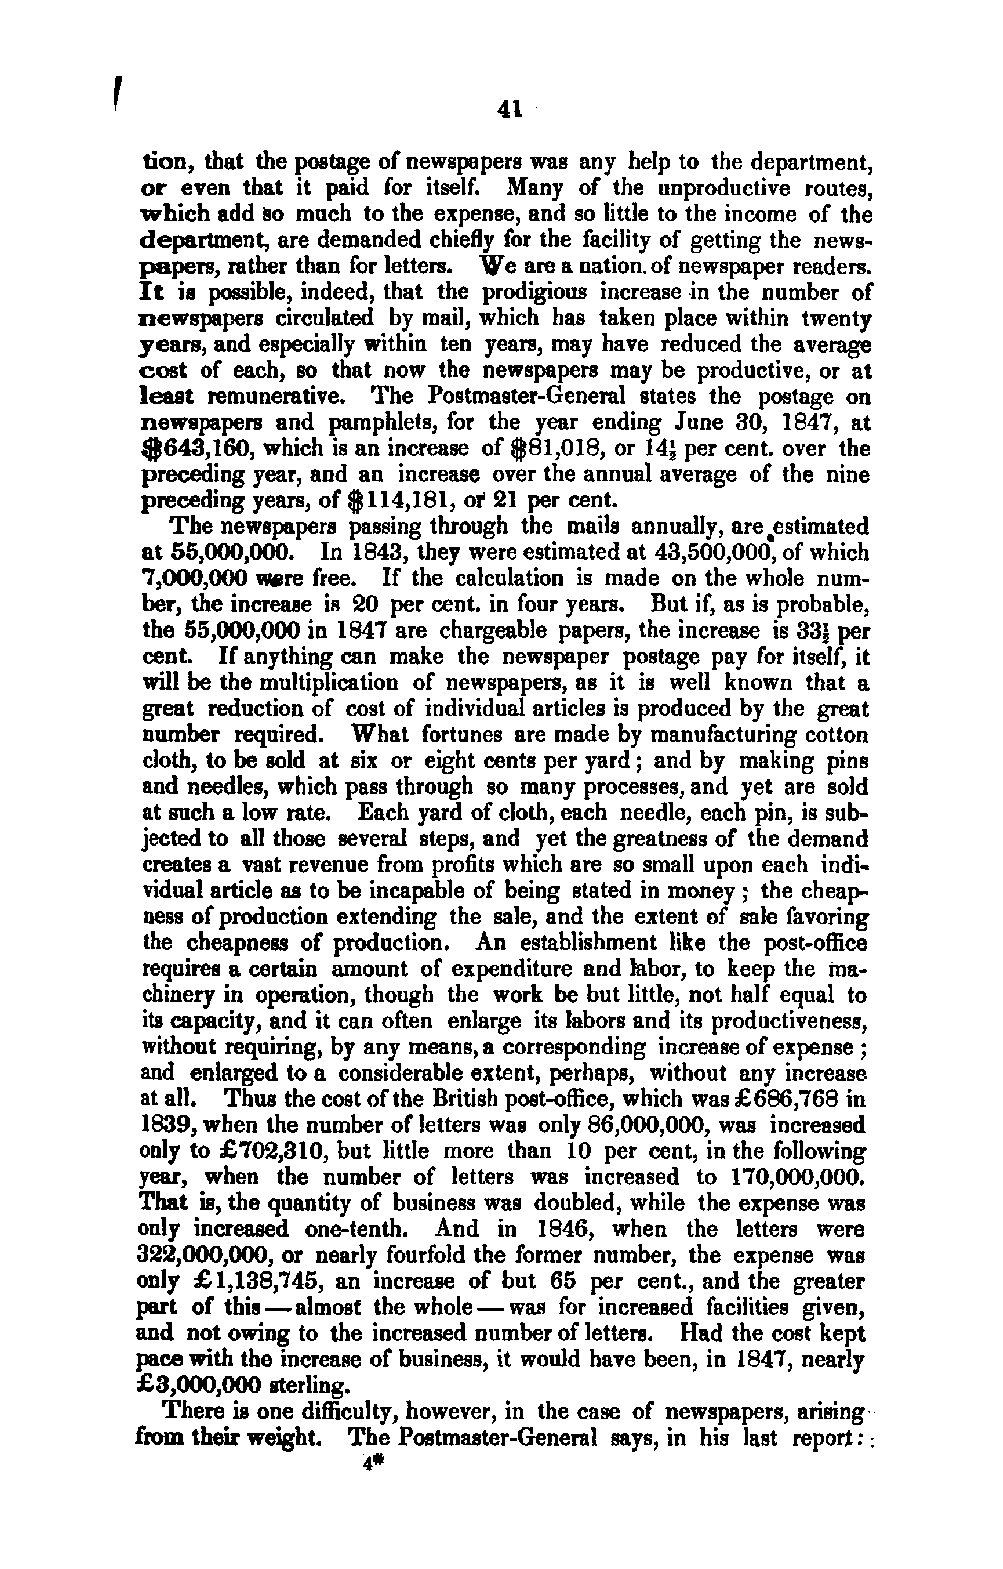 41
tion, that the postage of newspapers was any help to the department,
or even that it paid for itself. Many of the unproductive routes,
which add so much to the expense, and so little to the income of the
department, are demanded chiefly for the facility of getting the news-
papers, rather than for letters. We are a nation of newspaper readers.
It is possible, indeed, that the prodigious increase in the number of
newspapers circulated by mail, which has taken place within twenty
years, and especially within ten years, may have reduced the average
cost of each, so that now the newspapers may be productive, or at
least remunerative. The Postmaster-General states the postage on
newspapers and pamphlets, for the year ending June 30, 1847, at
$643,160, which is an increase of $81,018, or 14½ per cent. over the
preceding year, and an increase over the annual average of the nine
preceding years, of $114,181, or 21 per cent.
The newspapers passing through the mails annually, are estimated
at 55,000,000. In 1843, they were estimated at 43,500,000, of which
7,000,000 were free. If the calculation is made on the whole num-
ber, the increase is 20 per cent. in four years. But if, as is probable,
the 55,000,000 in 1847 are chargeable papers, the increase is 33⅓ per
cent. If anything can make the newspaper postage pay for itself, it
will be the multiplication of newspapers, as it is well known that a
great reduction of cost of individual articles is produced by the great
number required. What fortunes are made by manufacturing cotton
cloth, to be sold at six or eight cents per yard; and by making pins
and needles, which pass through so many processes, and yet are sold
at such a low rate. Each yard of cloth, each needle, each pin, is sub-
jected to all those several steps, and yet the greatness of the demand
creates a vast revenue from profits which are so small upon each indi-
vidual article as to be incapable of being stated in money; the cheap-
ness of production extending the sale, and the extent of sale favoring
the cheapness of production. An establishment like the post-office
requires a certain amount of expenditure and labor, to keep the ma-
chinery in operation, though the work be but little, not half equal to
its capacity, and it can often enlarge its labors and its productiveness,
without requiring, by any means, a corresponding increase of expense;
and enlarged to a considerable extent, perhaps, without any increase
at all. Thus the cost of the British post-office, which was £686,768 in
1839, when the number of letters was only 86,000,000, was increased
only to £702,310, but little more than 10 per cent, in the following
year, when the number of letters was increased to 170,000,000.
That is, the quantity of business was doubled, while the expense was
only increased one-tenth. And in 1846, when the letters were
322,000,000, or nearly fourfold the former number, the expense was
only £1,138,745, an increase of but 65 per cent., and the greater
part of this—almost the whole—was for increased facilities given,
and not owing to the increased number of letters. Had the cost kept
pace with the increase of business, it would have been, in 1847, nearly
£3,000,000 sterling.
There is one difficulty, however, in the case of newspapers, arising
from their weight. The Postmaster-General says, in his last report:
4*